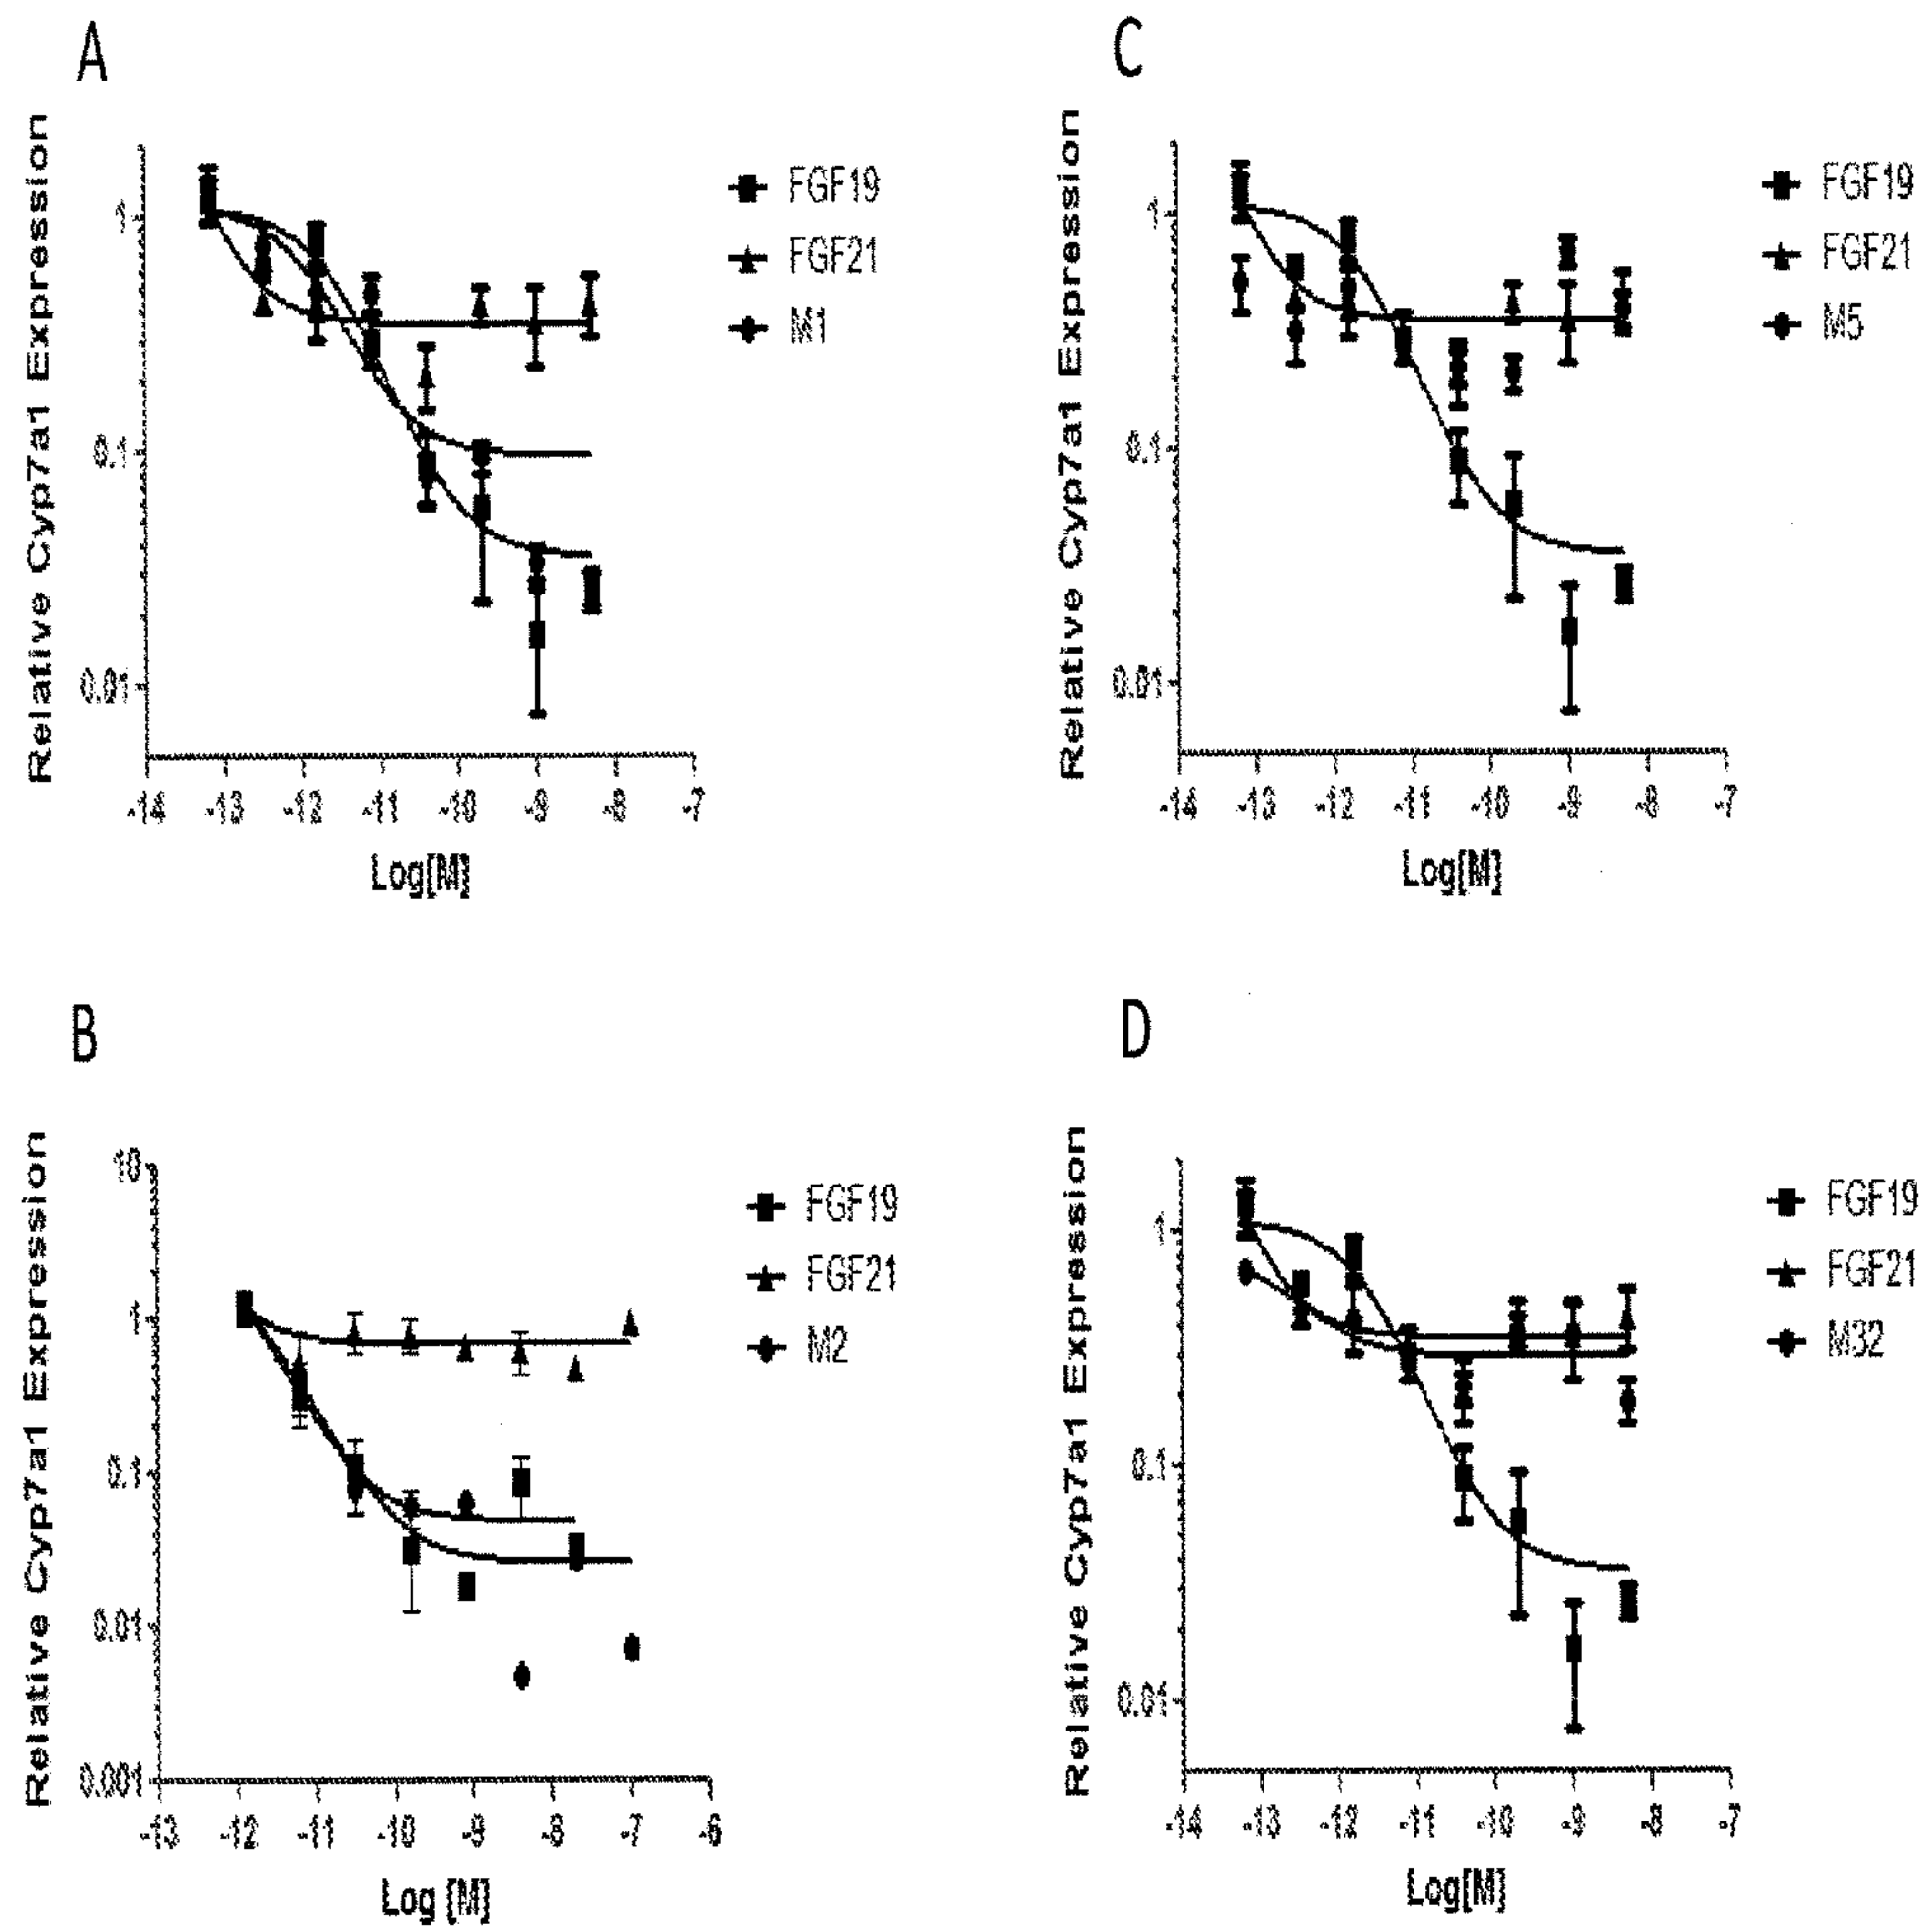 A
Relative Cyp7a1 Expression
1
0.1
0.01
-14 -13 -12 -11 -10 -9 -8 -7
Log[M]
FGF19
FGF21
M1
C
Relative Cyp7a1 Expression
1
0.1
0.01
-14 -13 -12 -11 -10 -9 -8 -7
Log[M]
FGF19
FGF21
M5
B
Relative Cyp7a1 Expression
10
1
0.1
0.01
0.001
-13 -12 -11 -10 -9 -8 -7 -6
Log [M]
FGF19
FGF21
M2
D
Relative Cyp7a1 Expression
1
0.1
0.01
-14 -13 -12 -11 -10 -9 -8 -7
Log[M]
FGF19
FGF21
M32